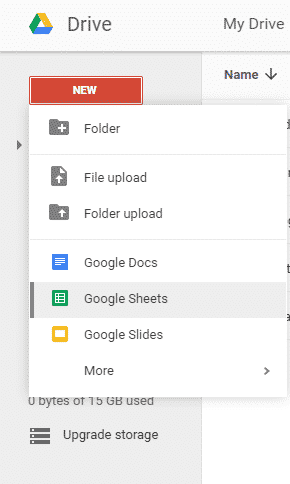 Drive
My Drive
NEW
Name
Folder
File upload
Folder upload
Google Docs
Google Sheets
Google Slides
More
0 bytes of 15 GB used
Upgrade storage